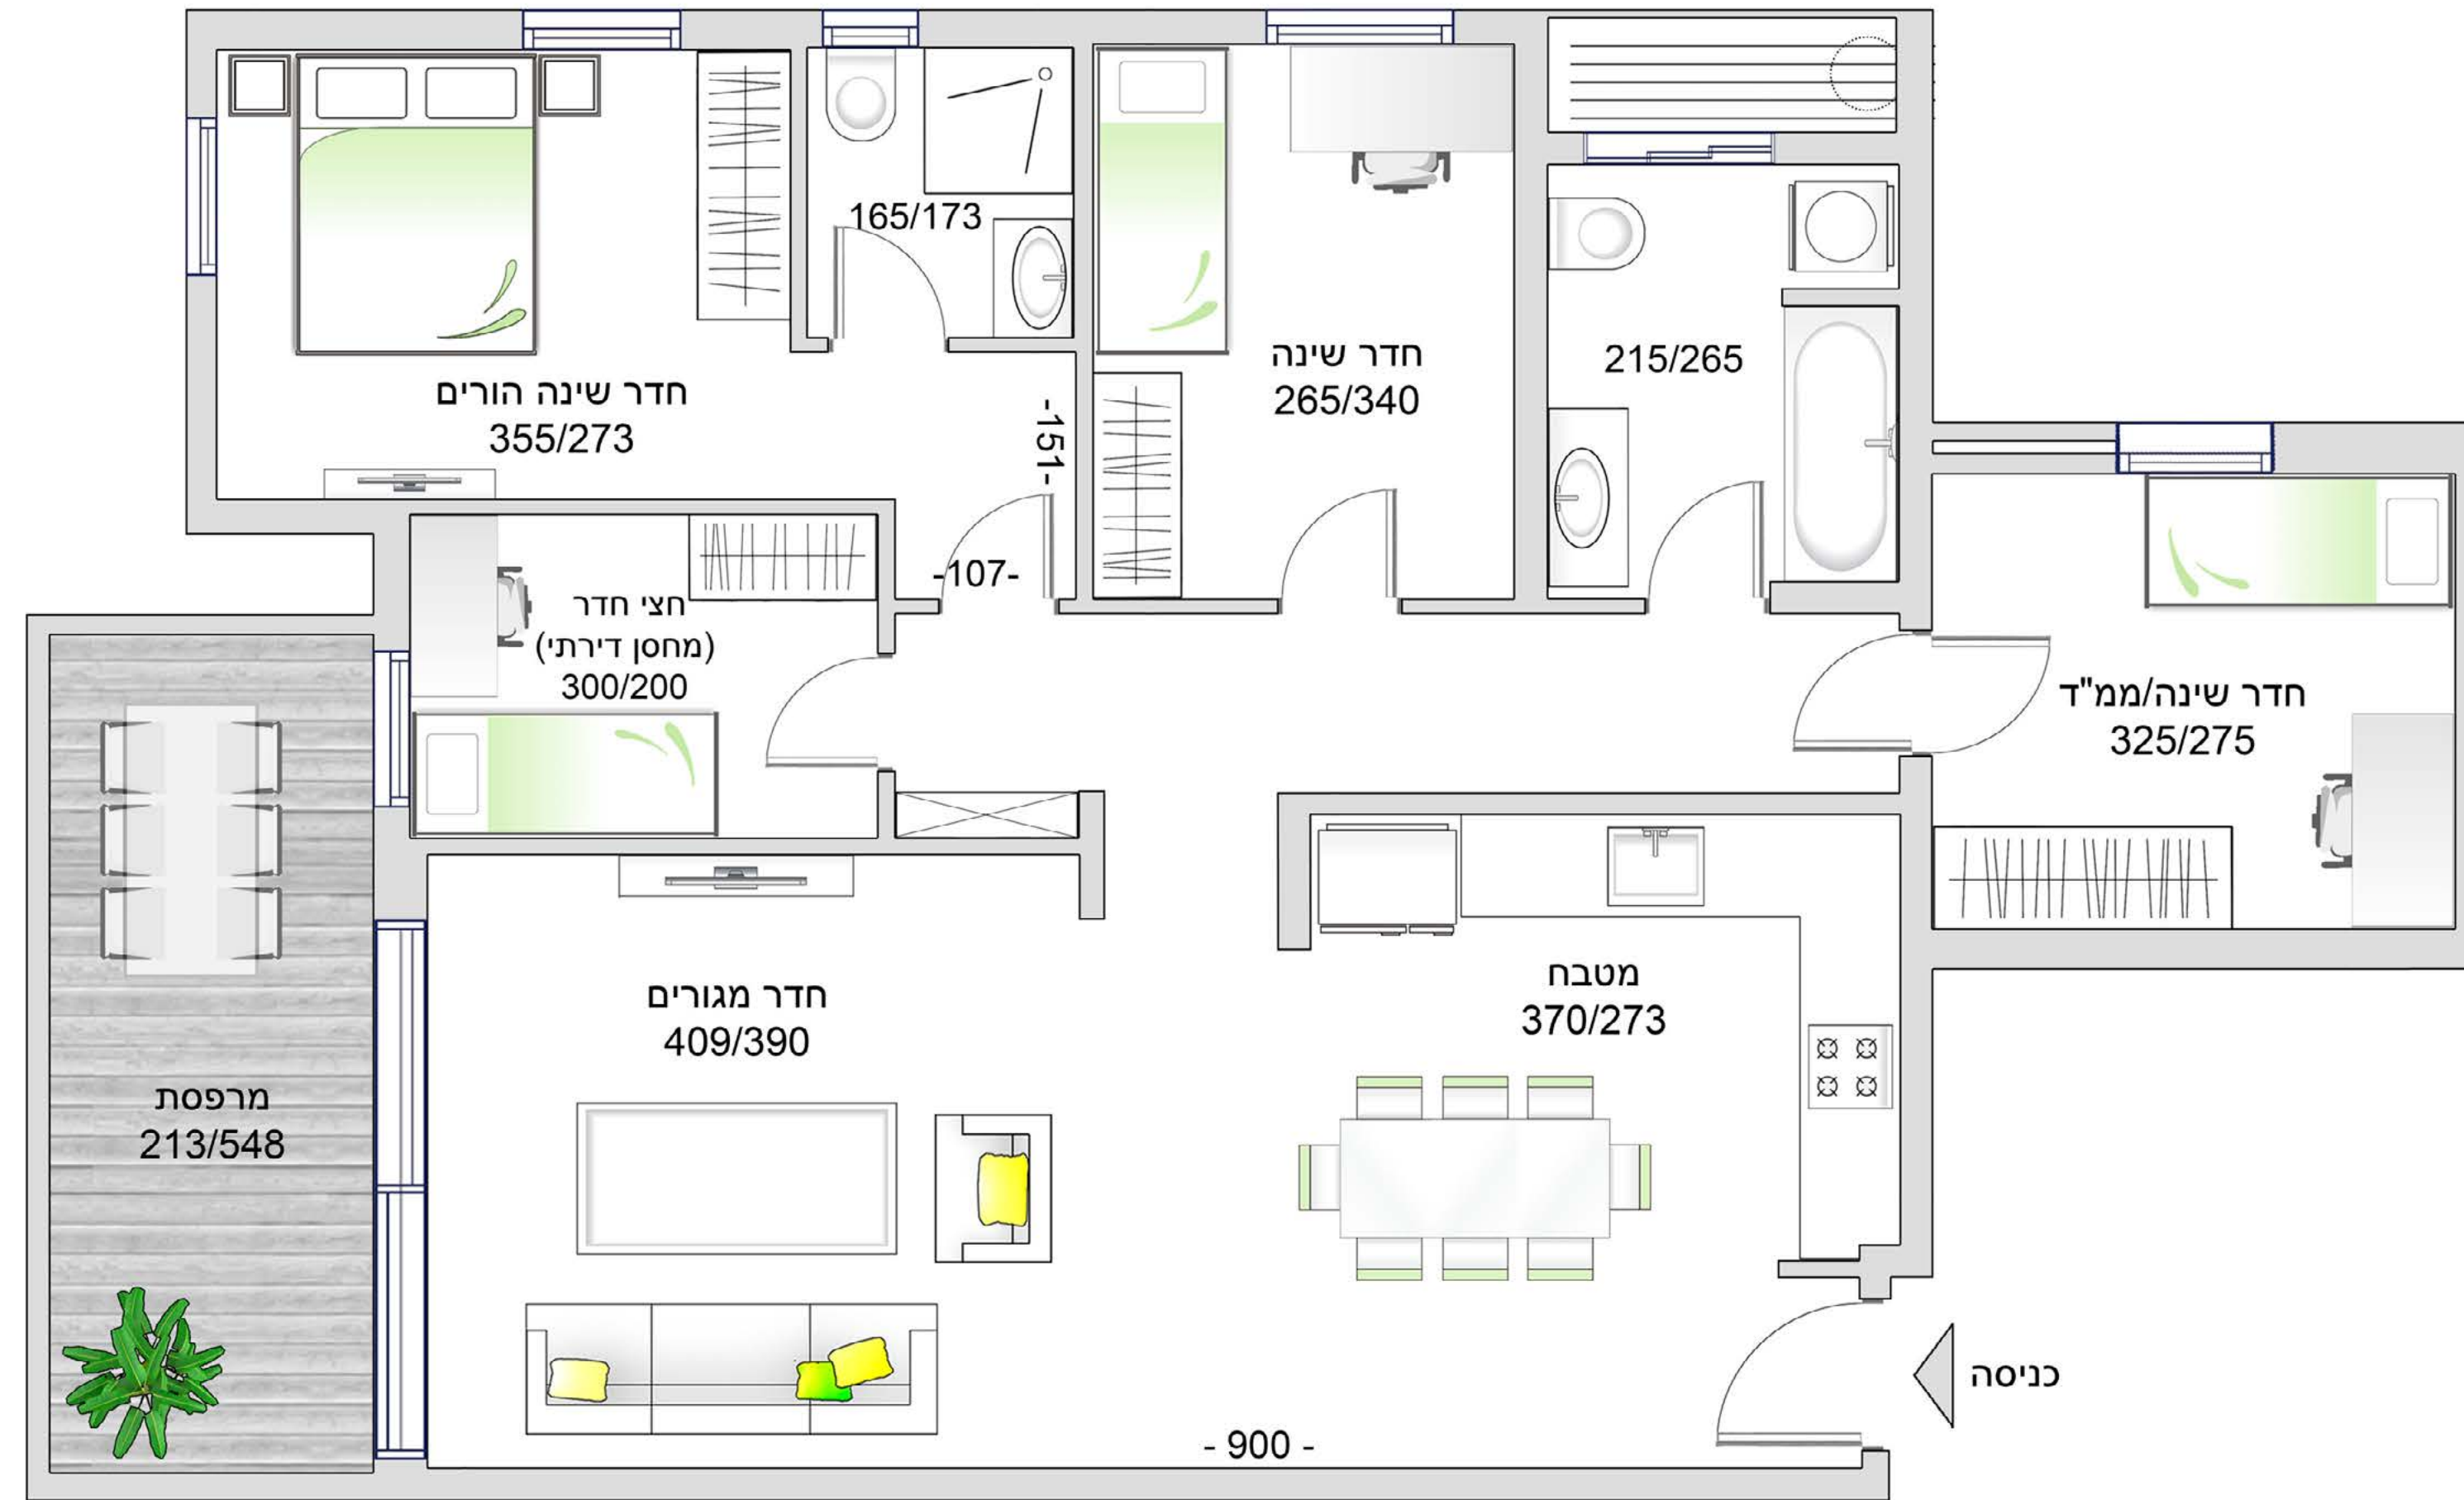 165/173
חדר שינה
265/340
215/265
חדר שינה הורים
355/273
-151-
-107-
חצי חדר
(מחסן דירתי)
300/200
חדר שינה/ממ"ד
325/275
חדר מגורים
409/390
מטבח
370/273
מרפסת
213/548
כניסה
- 900 -